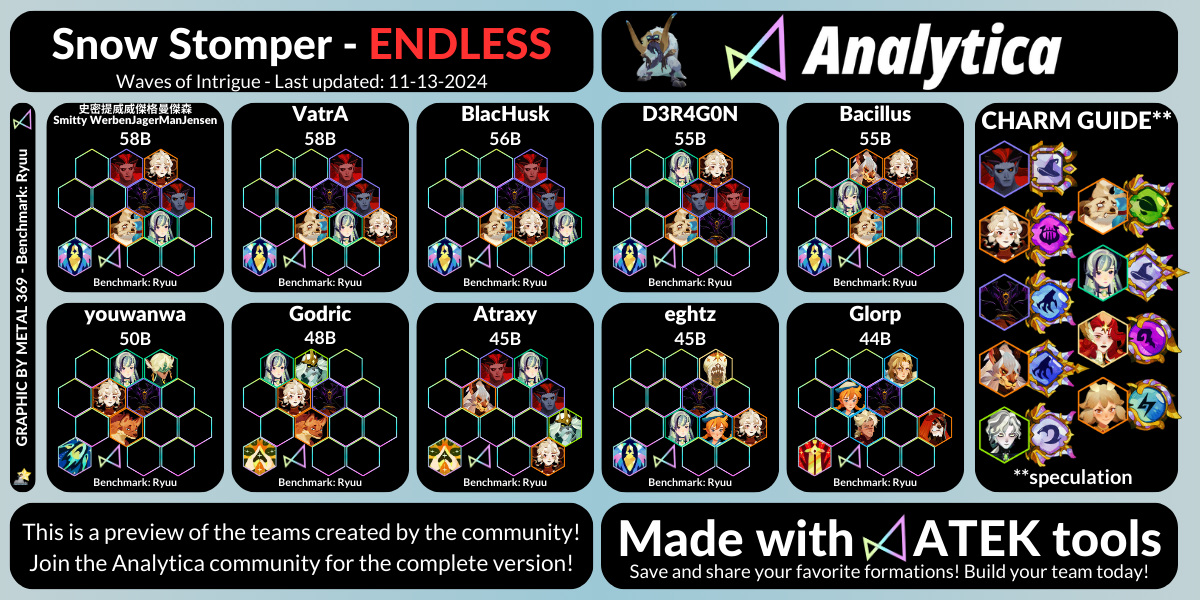 Snow Stomper - ENDLESS
Waves of Intrigue - Last updated: 11-13-2024
Analytica
GRAPHIC BY METAL 369 - Benchmark: Ryuu
史密提威威傑格曼傑森
Smitty WerbenJagerManJensen
58B
Benchmark: Ryuu
VatrA
58B
Benchmark: Ryuu
BlacHusk
56B
Benchmark: Ryuu
D3R4G0N
55B
Benchmark: Ryuu
Bacillus
55B
Benchmark: Ryuu
youwanwa
50B
Benchmark: Ryuu
Godric
48B
Benchmark: Ryuu
Atraxy
45B
Benchmark: Ryuu
eghtz
45B
Benchmark: Ryuu
Glorp
44B
Benchmark: Ryuu
CHARM GUIDE**
**speculation
This is a preview of the teams created by the community!
Join the Analytica community for the complete version!
Made with ATEK tools
Save and share your favorite formations! Build your team today!